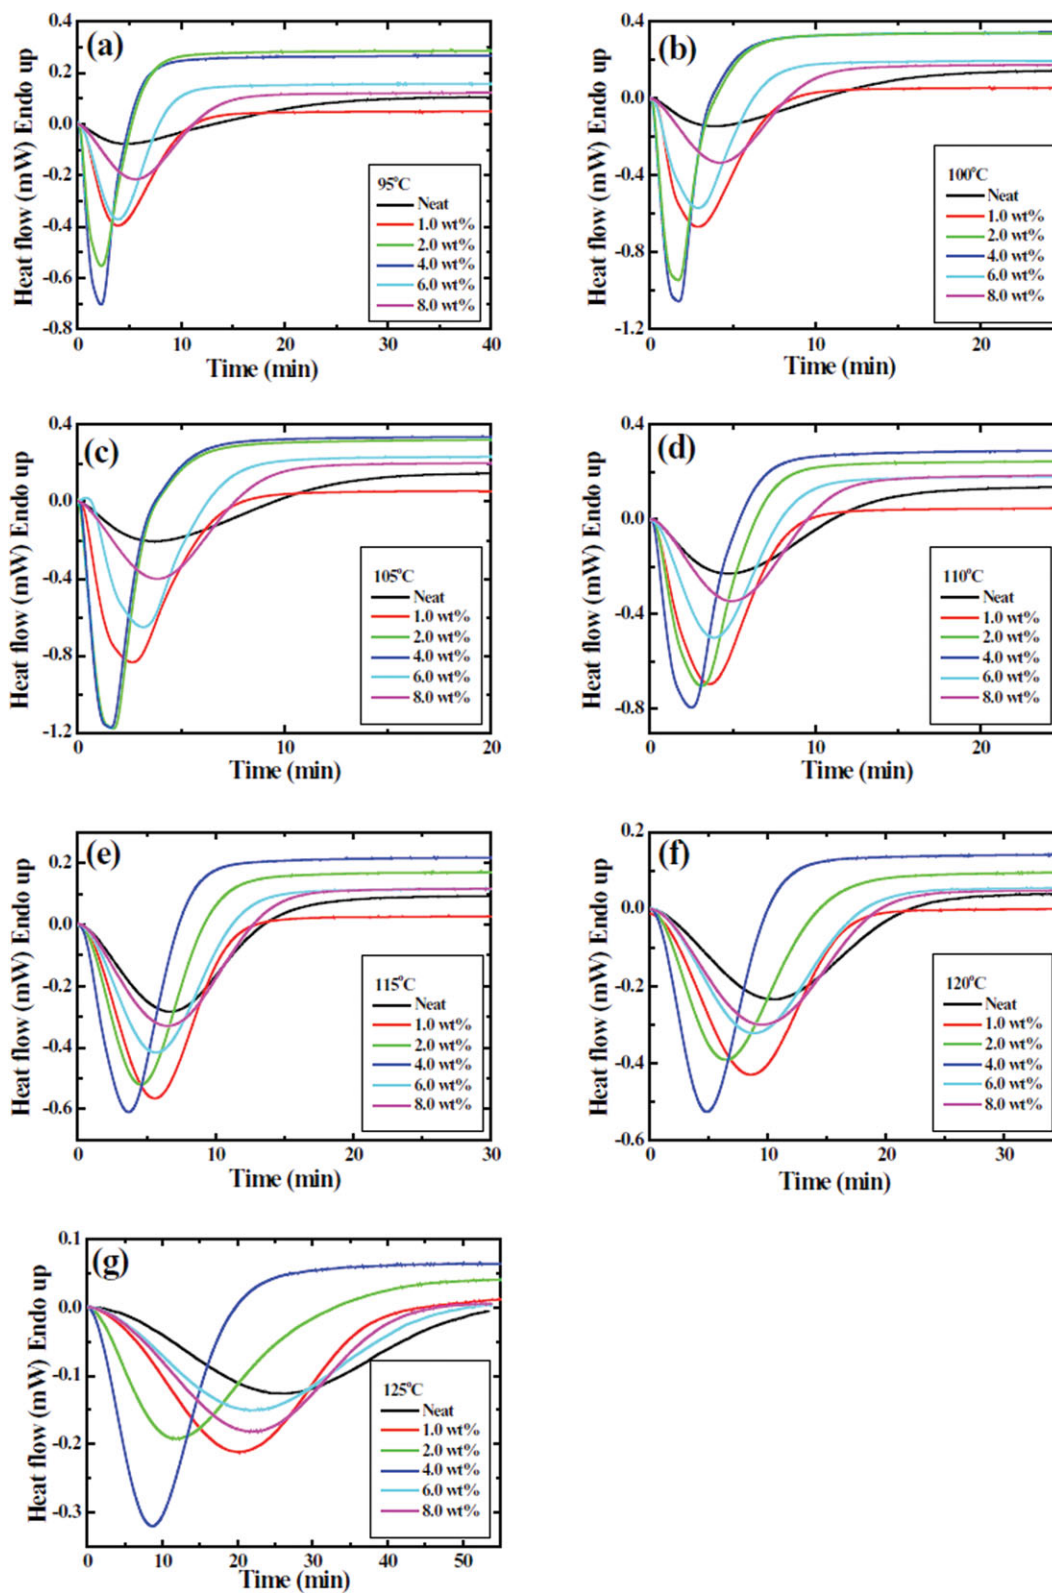 0.4
(a)
0.2
0.0
-0.2
-0.4
-0.6
-0.8
Heat flow (mW) Endo up
95°C
Neat
1.0 wt%
2.0 wt%
4.0 wt%
6.0 wt%
8.0 wt%
0 10 20 30 40
Time (min)
0.4
(b)
0.0
-0.4
-0.8
-1.2
Heat flow (mW) Endo up
100°C
Neat
1.0 wt%
2.0 wt%
4.0 wt%
6.0 wt%
8.0 wt%
0 10 20
Time (min)
0.4
(c)
0.0
-0.4
-0.8
-1.2
Heat flow (mW) Endo up
105°C
Neat
1.0 wt%
2.0 wt%
4.0 wt%
6.0 wt%
8.0 wt%
0 10 20
Time (min)
0.4
(d)
0.0
-0.4
-0.8
Heat flow (mW) Endo up
110°C
Neat
1.0 wt%
2.0 wt%
4.0 wt%
6.0 wt%
8.0 wt%
0 10 20
Time (min)
(e)
0.2
0.0
-0.2
-0.4
-0.6
Heat flow (mW) Endo up
115°C
Neat
1.0 wt%
2.0 wt%
4.0 wt%
6.0 wt%
8.0 wt%
0 10 20 30
Time (min)
0.2
(f)
0.0
-0.2
-0.4
-0.6
Heat flow (mW) Endo up
120°C
Neat
1.0 wt%
2.0 wt%
4.0 wt%
6.0 wt%
8.0 wt%
0 10 20 30
Time (min)
0.1
(g)
0.0
-0.1
-0.2
-0.3
Heat flow (mW) Endo up
125°C
Neat
1.0 wt%
2.0 wt%
4.0 wt%
6.0 wt%
8.0 wt%
0 10 20 30 40 50
Time (min)